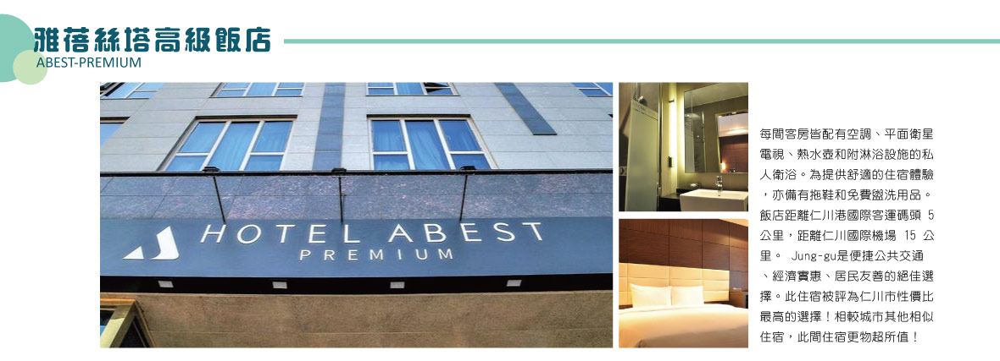 雅蓓絲塔高級飯店
ABEST-PREMIUM
HOTEL ABEST
PREMIUM
每間客房皆配有空調、平面衛星
電視、熱水壺和附淋浴設施的私
人衛浴。為提供舒適的住宿體驗
，亦備有拖鞋和免費盥洗用品。
飯店距離仁川港國際客運碼頭 5
公里，距離仁川國際機場 15 公
里。 Jung-gu是便捷公共交通
、經濟實惠、居民友善的絕佳選
擇。此住宿被評為仁川市性價比
最高的選擇！相較城市其他相似
住宿，此間住宿更物超所值！